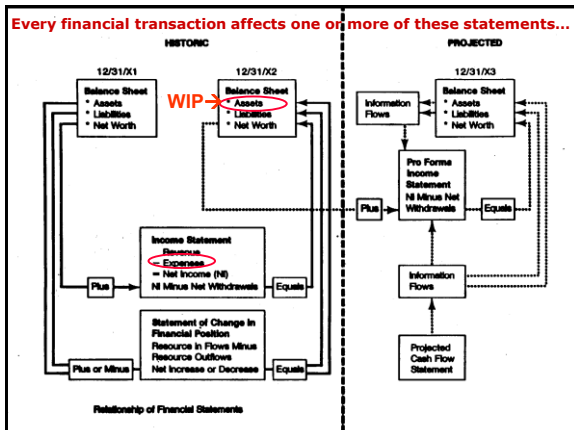 Every financial transaction affects one or more of these statements...
HISTORIC
PROJECTED
12/31/X1
12/31/X2
12/31/X3
Balance Sheet
* Assets
* Liabilities
* Net Worth
WIP
Balance Sheet
* Assets
* Liabilities
* Net Worth
Information
Flows
Balance Sheet
* Assets
* Liabilities
* Net Worth
Pro Forma
Income
Statement
NI Minus Net
Withdrawals
Plus
Equals
Income Statement
Revenue
– Expenses
= Net Income (NI)
NI Minus Net Withdrawals
Plus
Equals
Information
Flows
Statement of Change in
Financial Position
Resource in Flows Minus
Resource Outflows
Net Increase or Decrease
Plus or Minus
Equals
Projected
Cash Flow
Statement
Relationship of Financial Statements